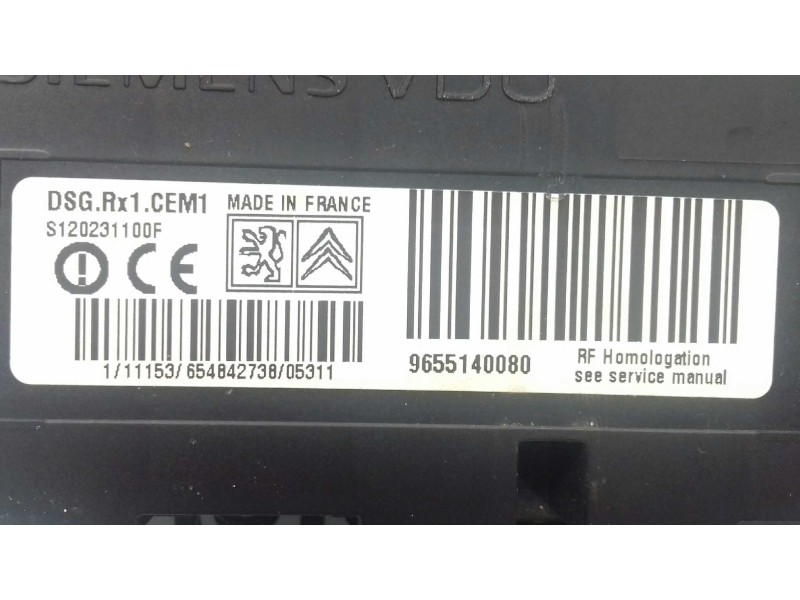 SIEMENS VDO
DSG.Rx1.CEM1
MADE IN FRANCE
S120231100F
CE
1/11153/654842738/05311
9655140080
RF Homologation
see service manual